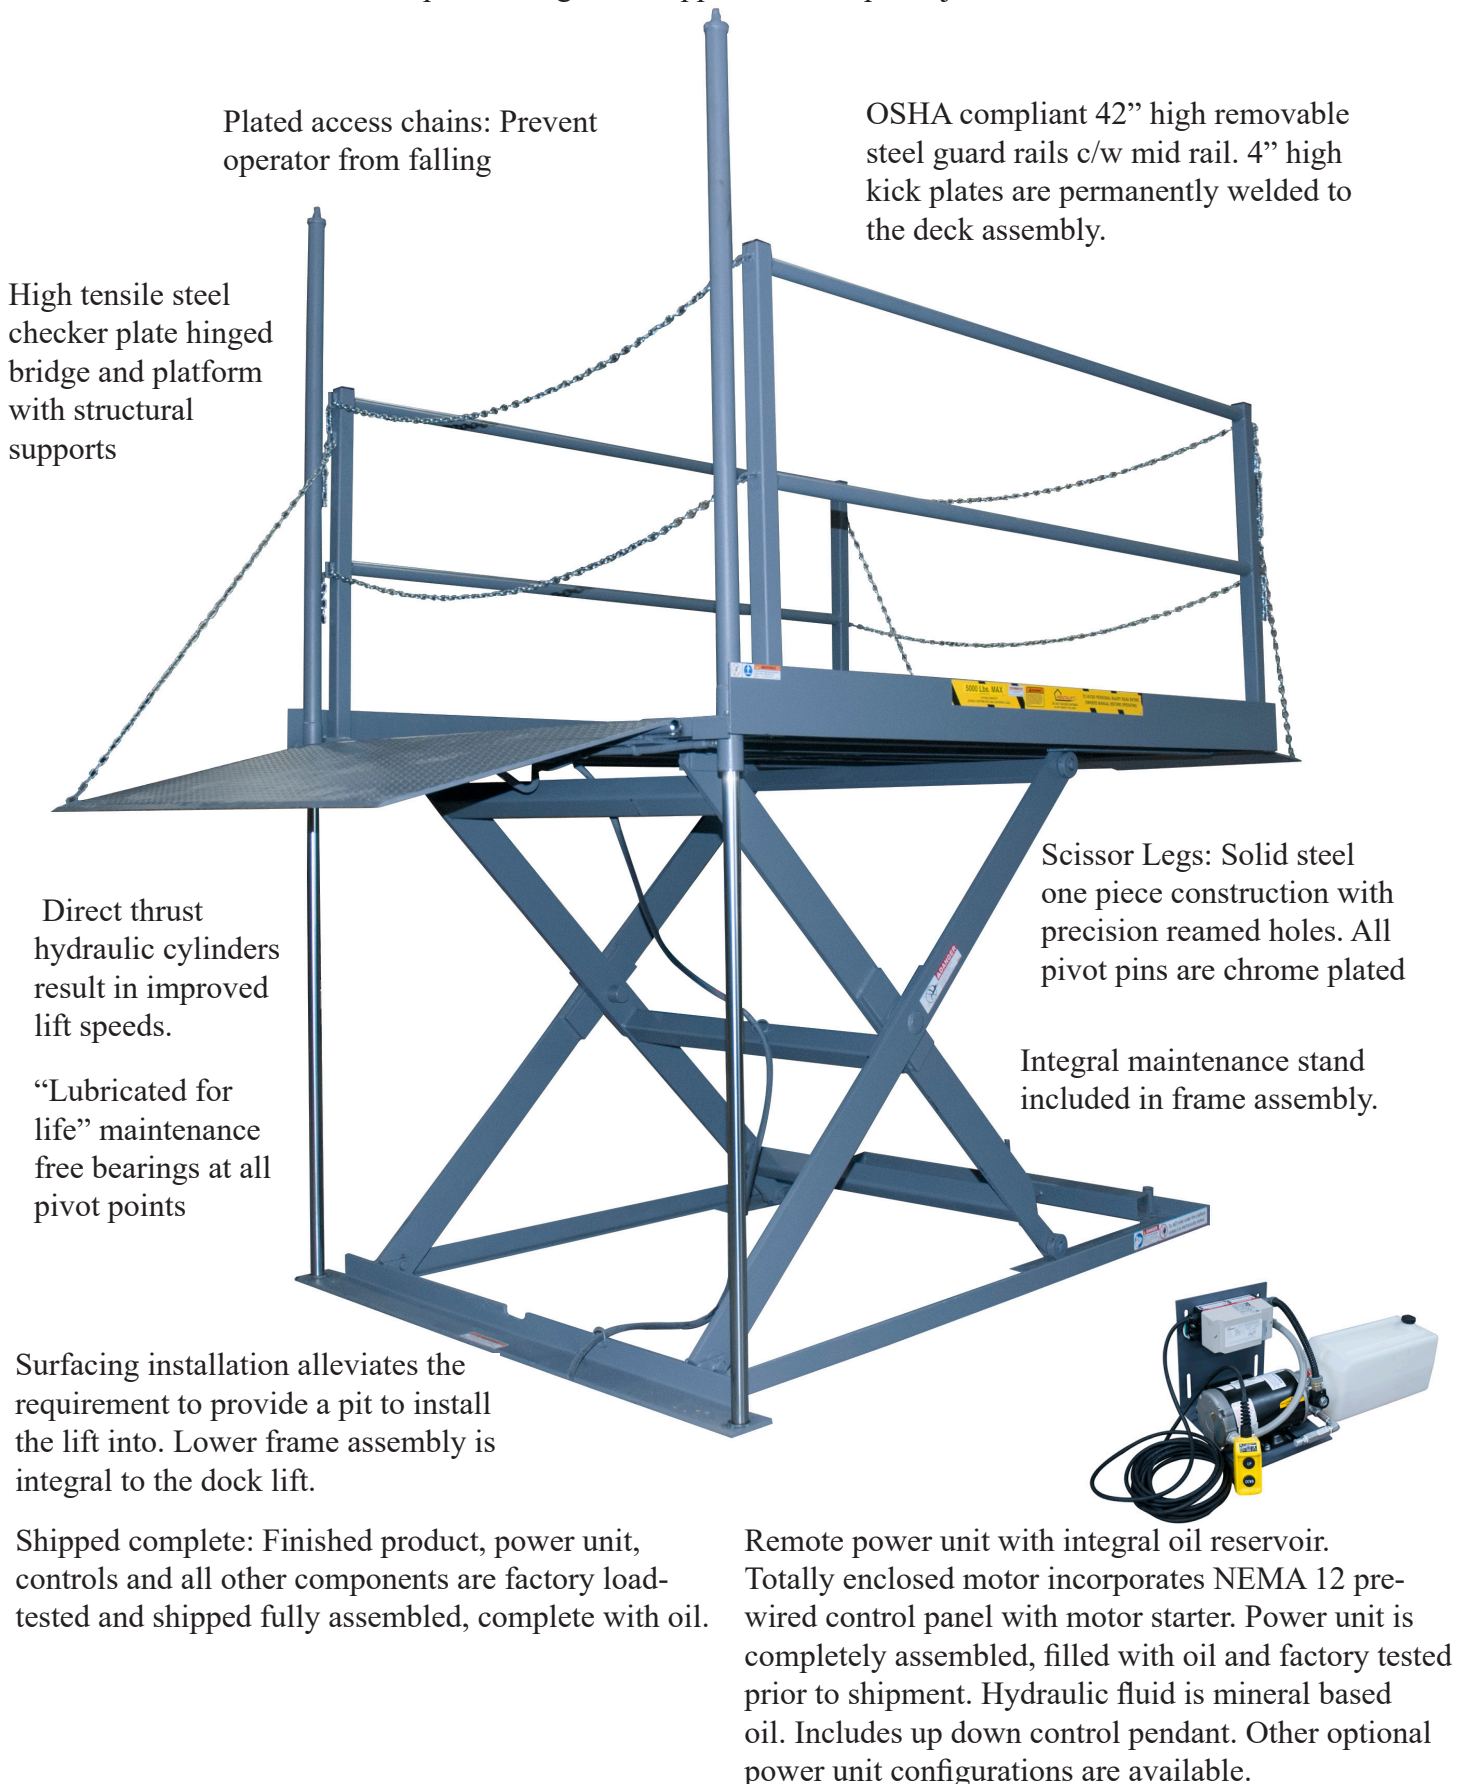 Plated access chains: Prevent
operator from falling
OSHA compliant 42” high removable
steel guard rails c/w mid rail. 4” high
kick plates are permanently welded to
the deck assembly.
High tensile steel
checker plate hinged
bridge and platform
with structural
supports
5000 Lbs. MAX
Scissor Legs: Solid steel
one piece construction with
precision reamed holes. All
pivot pins are chrome plated
DANGER
Direct thrust
hydraulic cylinders
result in improved
lift speeds.
Integral maintenance stand
included in frame assembly.
“Lubricated for
life” maintenance
free bearings at all
pivot points
Surfacing installation alleviates the
requirement to provide a pit to install
the lift into. Lower frame assembly is
integral to the dock lift.
UP
DOWN
Shipped complete: Finished product, power unit,
controls and all other components are factory load-
tested and shipped fully assembled, complete with oil.
Remote power unit with integral oil reservoir.
Totally enclosed motor incorporates NEMA 12 pre-
wired control panel with motor starter. Power unit is
completely assembled, filled with oil and factory tested
prior to shipment. Hydraulic fluid is mineral based
oil. Includes up down control pendant. Other optional
power unit configurations are available.